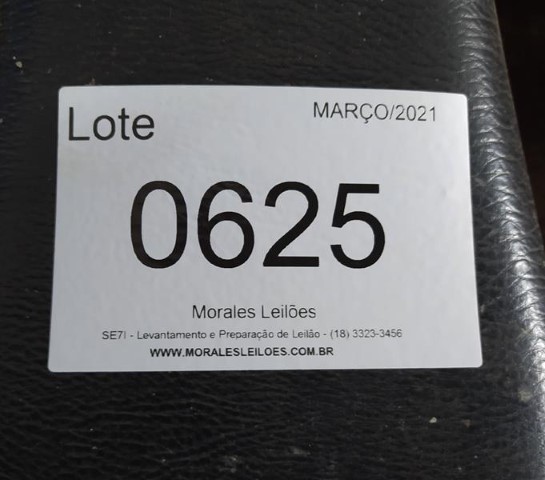 Lote
MARÇO/2021
0625
Morales Leilões
SE7I - Levantamento e Preparação de Leilão - (18) 3323-3456
WWW.MORALESLEILOES.COM.BR